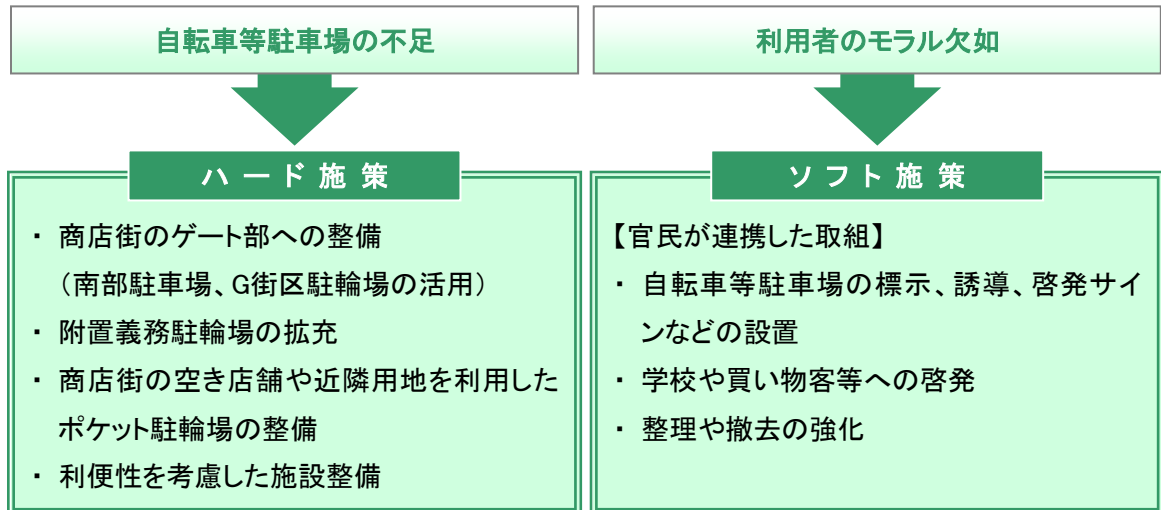 自転車等駐車場の不足
ハード施策
・ 商店街のゲート部への整備
（南部駐車場、G街区駐輪場の活用）
・ 附置義務駐輪場の拡充
・ 商店街の空き店舗や近隣用地を利用した
ポケット駐輪場の整備
・ 利便性を考慮した施設整備
利用者のモラル欠如
ソフト施策
【官民が連携した取組】
・ 自転車等駐車場の標示、誘導、啓発サイ
ンなどの設置
・ 学校や買い物客等への啓発
・ 整理や撤去の強化